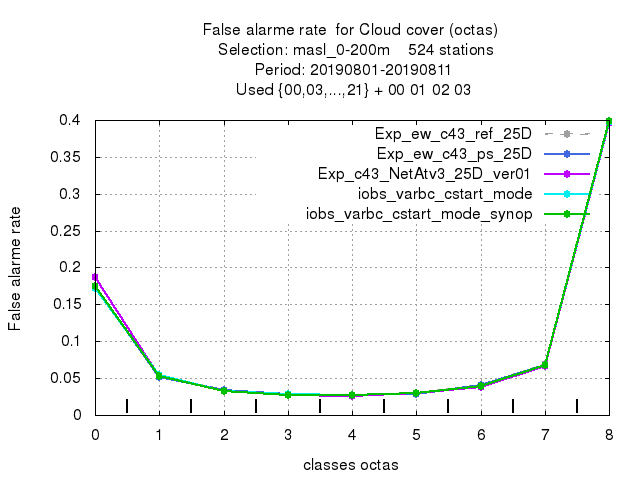 False alarme rate  for Cloud cover (octas)
Selection: masl_0-200m    524 stations
Period: 20190801-20190811
Used {00,03,...,21} + 00 01 02 03
Exp_ew_c43_ref_25D
Exp_ew_c43_ps_25D
Exp_c43_NetAtv3_25D_ver01
iobs_varbc_cstart_mode
iobs_varbc_cstart_mode_synop
False alarme rate
0.4
0.35
0.3
0.25
0.2
0.15
0.1
0.05
0
0 1 2 3 4 5 6 7 8
classes octas